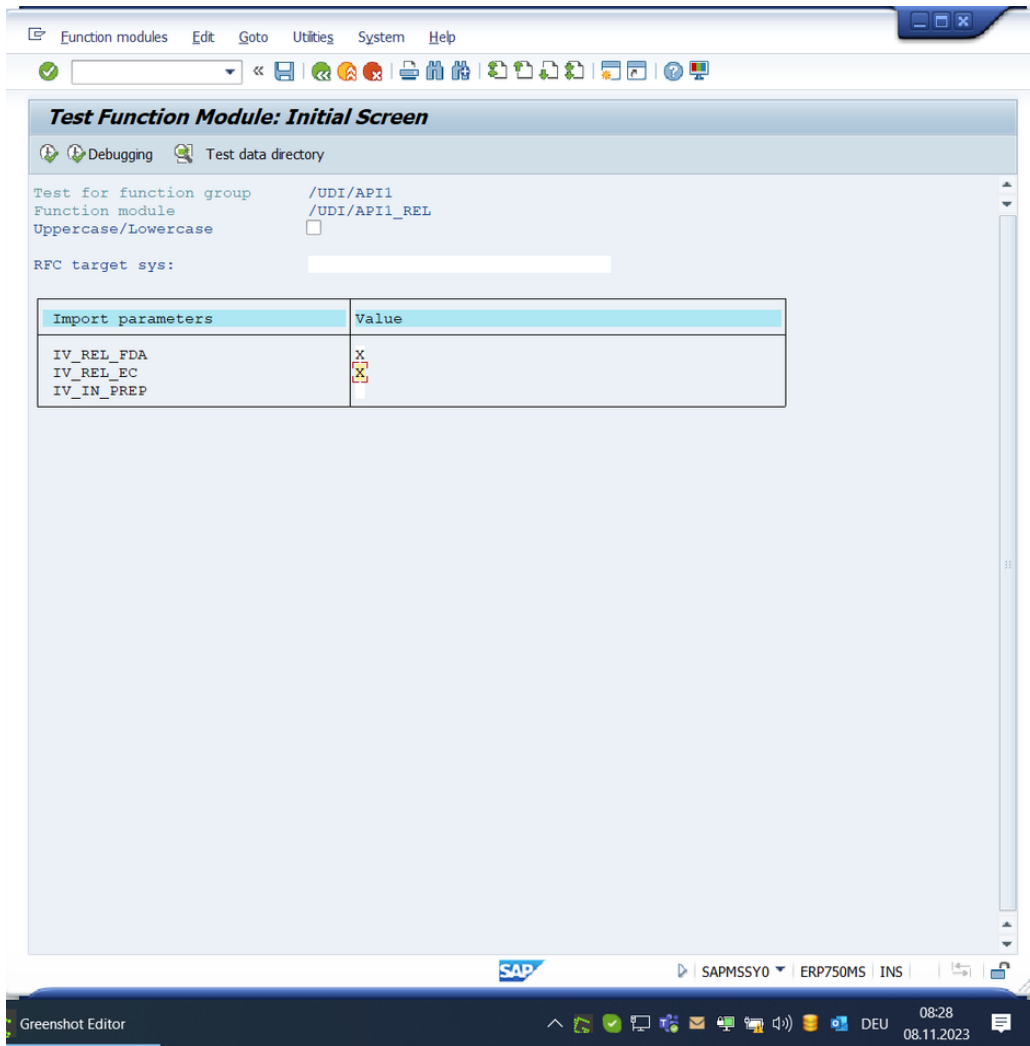 Function modules Edit Goto Utilities System Help
Test Function Module: Initial Screen
Debugging Test data directory
Test for function group /UDI/API1
Function module /UDI/API1_REL
Uppercase/Lowercase
RFC target sys:
Import parameters Value
IV_REL_FDA X
IV_REL_EC X
IV_IN_PREP
SAP SAPMSSY0 ERP750MS INS
Greenshot Editor DEU 08:28
08.11.2023